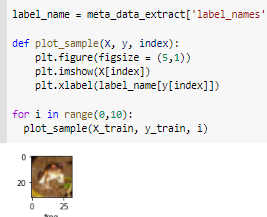 label_name = meta_data_extract['label_names'
def plot_sample(X, y, index):
    plt.figure(figsize = (5,1))
    plt.imshow(X[index])
    plt.xlabel(label_name[y[index]])
for i in range(0,10):
  plot_sample(X_train, y_train, i)
0
20
0 25
frog